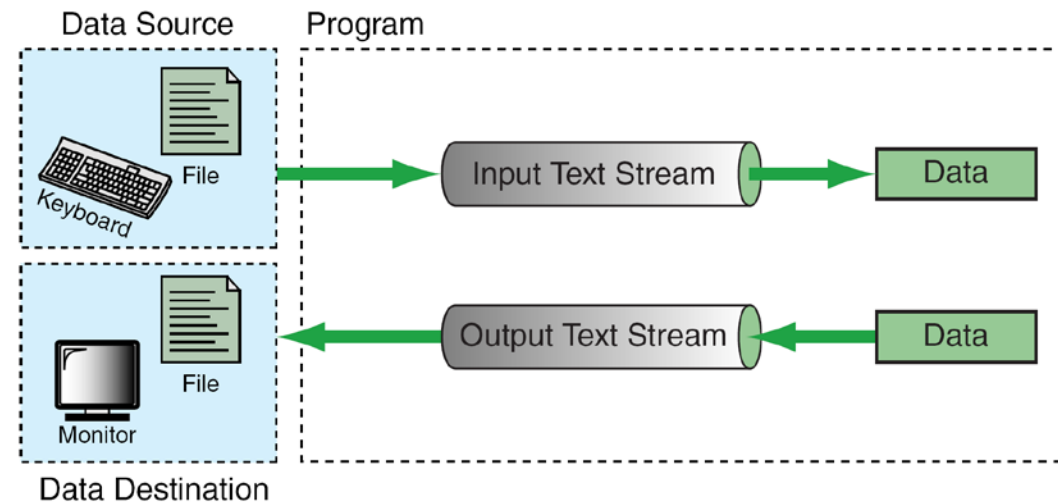 Data Source
Program
File
Keyboard
Input Text Stream
Data
File
Monitor
Output Text Stream
Data
Data Destination